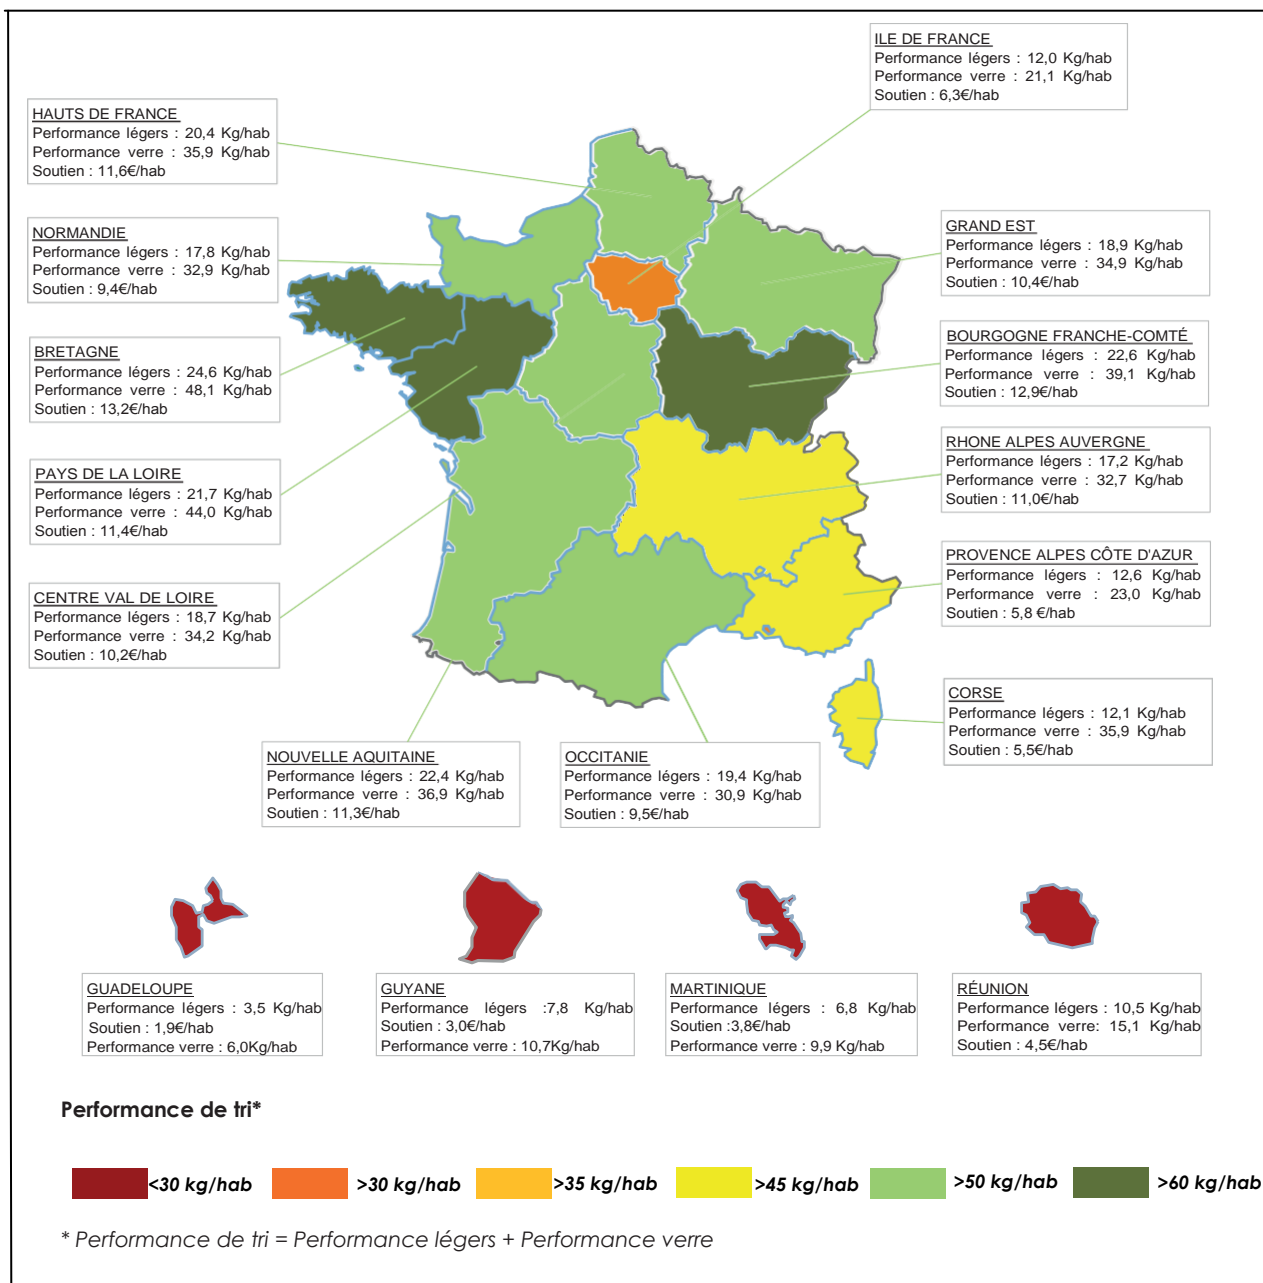 ILE DE FRANCE
Performance légers : 12,0 Kg/hab
Performance verre : 21,1 Kg/hab
Soutien : 6,3€/hab
HAUTS DE FRANCE
Performance légers : 20,4 Kg/hab
Performance verre : 35,9 Kg/hab
Soutien : 11,6€/hab
NORMANDIE
Performance légers : 17,8 Kg/hab
Performance verre : 32,9 Kg/hab
Soutien : 9,4€/hab
GRAND EST
Performance légers : 18,9 Kg/hab
Performance verre : 34,9 Kg/hab
Soutien : 10,4€/hab
BRETAGNE
Performance légers : 24,6 Kg/hab
Performance verre : 48,1 Kg/hab
Soutien : 13,2€/hab
BOURGOGNE FRANCHE-COMTÉ
Performance légers : 22,6 Kg/hab
Performance verre : 39,1 Kg/hab
Soutien : 12,9€/hab
PAYS DE LA LOIRE
Performance légers : 21,7 Kg/hab
Performance verre : 44,0 Kg/hab
Soutien : 11,4€/hab
RHONE ALPES AUVERGNE
Performance légers : 17,2 Kg/hab
Performance verre : 32,7 Kg/hab
Soutien : 11,0€/hab
CENTRE VAL DE LOIRE
Performance légers : 18,7 Kg/hab
Performance verre : 34,2 Kg/hab
Soutien : 10,2€/hab
PROVENCE ALPES CÔTE D'AZUR
Performance légers : 12,6 Kg/hab
Performance verre : 23,0 Kg/hab
Soutien : 5,8 €/hab
CORSE
Performance légers : 12,1 Kg/hab
Performance verre : 35,9 Kg/hab
Soutien : 5,5€/hab
NOUVELLE AQUITAINE
Performance légers : 22,4 Kg/hab
Performance verre : 36,9 Kg/hab
Soutien : 11,3€/hab
OCCITANIE
Performance légers : 19,4 Kg/hab
Performance verre : 30,9 Kg/hab
Soutien : 9,5€/hab
GUADELOUPE
Performance légers : 3,5 Kg/hab
Soutien : 1,9€/hab
Performance verre : 6,0Kg/hab
GUYANE
Performance légers :7,8 Kg/hab
Soutien : 3,0€/hab
Performance verre : 10,7Kg/hab
MARTINIQUE
Performance légers : 6,8 Kg/hab
Soutien :3,8€/hab
Performance verre : 9,9 Kg/hab
RÉUNION
Performance légers : 10,5 Kg/hab
Performance verre: 15,1 Kg/hab
Soutien : 4,5€/hab
Performance de tri*
<30 kg/hab >30 kg/hab >35 kg/hab >45 kg/hab >50 kg/hab >60 kg/hab
* Performance de tri = Performance légers + Performance verre